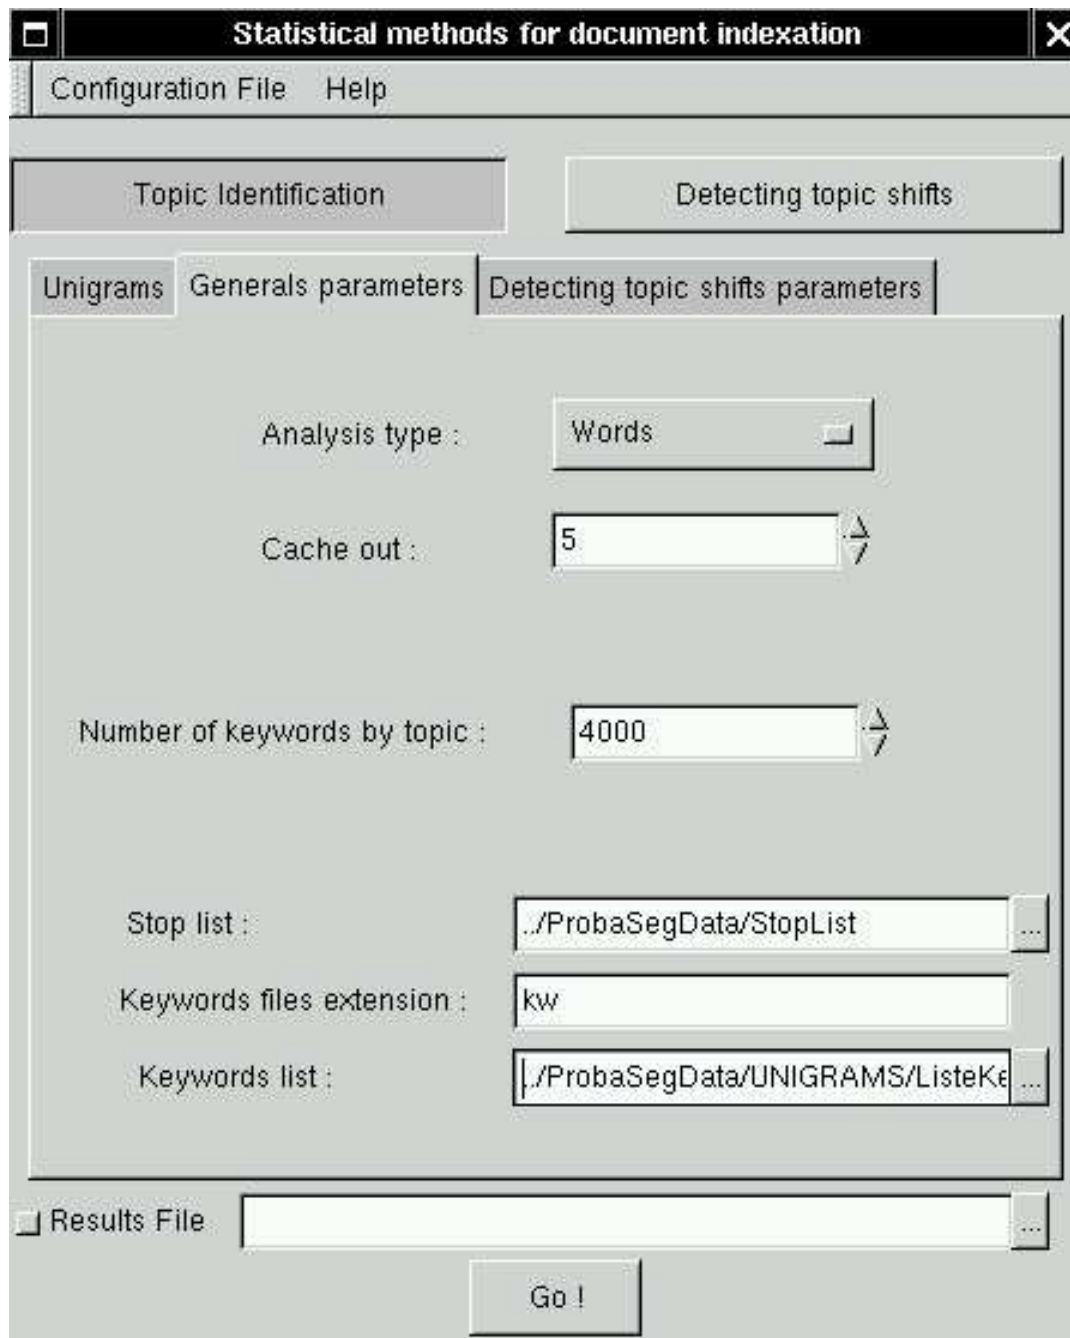 Statistical methods for document indexation
Configuration File Help
Topic Identification Detecting topic shifts
Unigrams Generals parameters Detecting topic shifts parameters
Analysis type : Words
Cache out : 5
Number of keywords by topic : 4000
Stop list : ../ProbaSegData/StopList ...
Keywords files extension : kw
Keywords list : ./ProbaSegData/UNIGRAMS/ListeKe ...
Results File ...
Go !